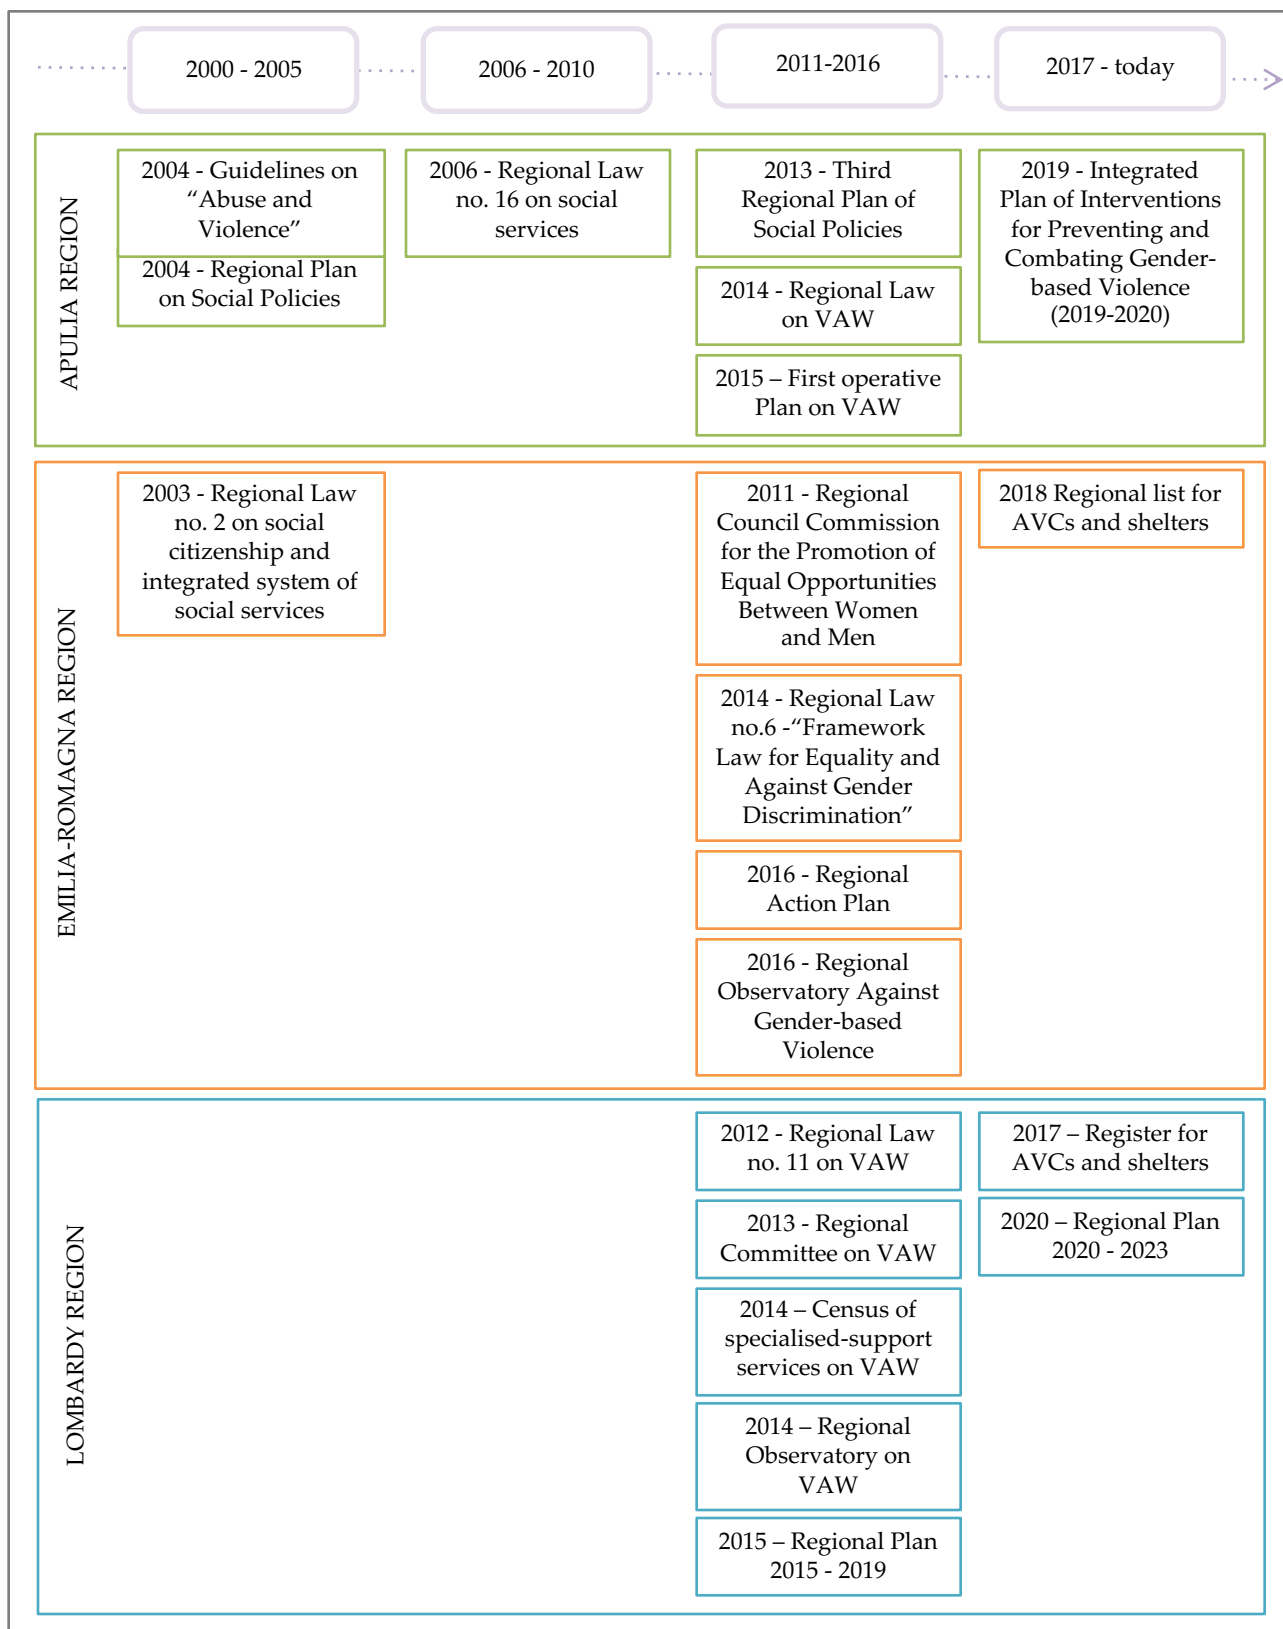 2000 - 2005
2006 - 2010
2011-2016
2017 - today
APULIA REGION
2004 - Guidelines on
“Abuse and
Violence”
2004 - Regional Plan
on Social Policies
2006 - Regional Law
no. 16 on social
services
2013 - Third
Regional Plan of
Social Policies
2014 - Regional Law
on VAW
2015 – First operative
Plan on VAW
2019 - Integrated
Plan of Interventions
for Preventing and
Combating Gender-
based Violence
(2019-2020)
EMILIA-ROMAGNA REGION
2003 - Regional Law
no. 2 on social
citizenship and
integrated system of
social services
2011 - Regional
Council Commission
for the Promotion of
Equal Opportunities
Between Women
and Men
2014 - Regional Law
no.6 -“Framework
Law for Equality and
Against Gender
Discrimination”
2016 - Regional
Action Plan
2016 - Regional
Observatory Against
Gender-based
Violence
2018 Regional list for
AVCs and shelters
LOMBARDY REGION
2012 - Regional Law
no. 11 on VAW
2013 - Regional
Committee on VAW
2014 – Census of
specialised-support
services on VAW
2014 – Regional
Observatory on
VAW
2015 – Regional Plan
2015 - 2019
2017 – Register for
AVCs and shelters
2020 – Regional Plan
2020 - 2023